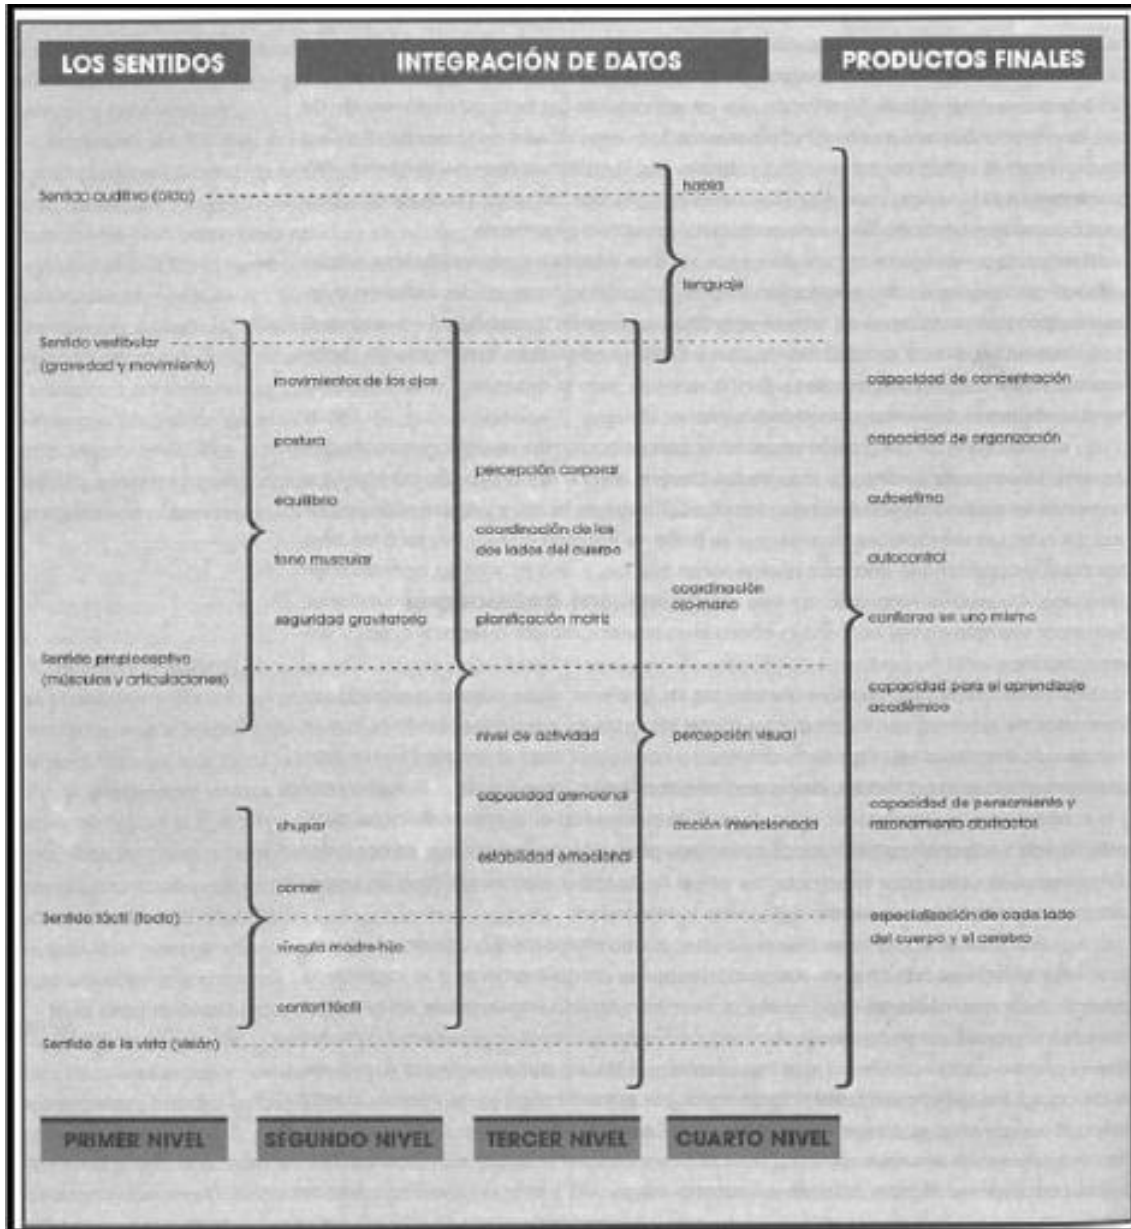 LOS SENTIDOS
INTEGRACIÓN DE DATOS
PRODUCTOS FINALES
Sentido auditivo (oído)
habla
lenguaje
Sentido vestibular
(gravedad y movimiento)
movimientos de los ojos
capacidad de concentración
postura
capacidad de organización
percepción corporal
equilibrio
autoestima
coordinación de los
dos lados del cuerpo
tono muscular
autocontrol
coordinación
ojo-mano
seguridad gravitatoria
planificación motriz
confianza en uno mismo
Sentido propioceptivo
(músculos y articulaciones)
capacidad para el aprendizaje
académico
nivel de actividad
percepción visual
capacidad atencional
capacidad de pensamiento y
razonamiento abstractos
chupar
acción intencionada
estabilidad emocional
comer
Sentido táctil (tacto)
especialización de cada lado
del cuerpo y el cerebro
vínculo madre-hijo
confort táctil
Sentido de la vista (visión)
PRIMER NIVEL
SEGUNDO NIVEL
TERCER NIVEL
CUARTO NIVEL